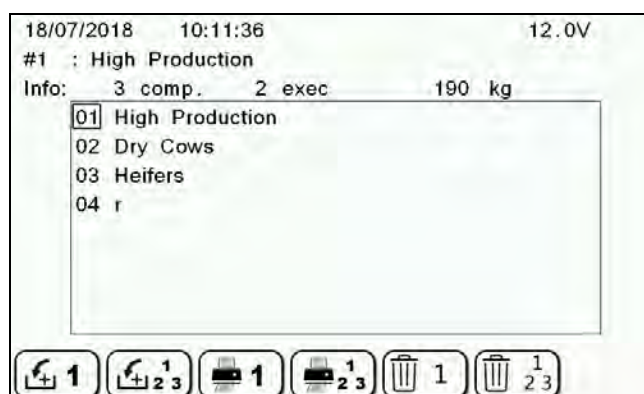 18/07/2018 10:11:36 12.0V
#1 : High Production
Info: 3 comp. 2 exec 190 kg
01 High Production
02 Dry Cows
03 Heifers
04 r
1 1 2 3 1 1 2 3 1 1 2 3